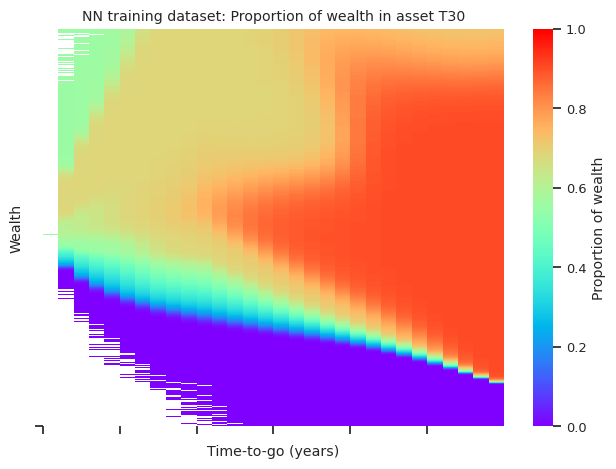 NN training dataset: Proportion of wealth in asset T30
Wealth
Time-to-go (years)
1.0
0.8
0.6
0.4
0.2
0.0
Proportion of wealth